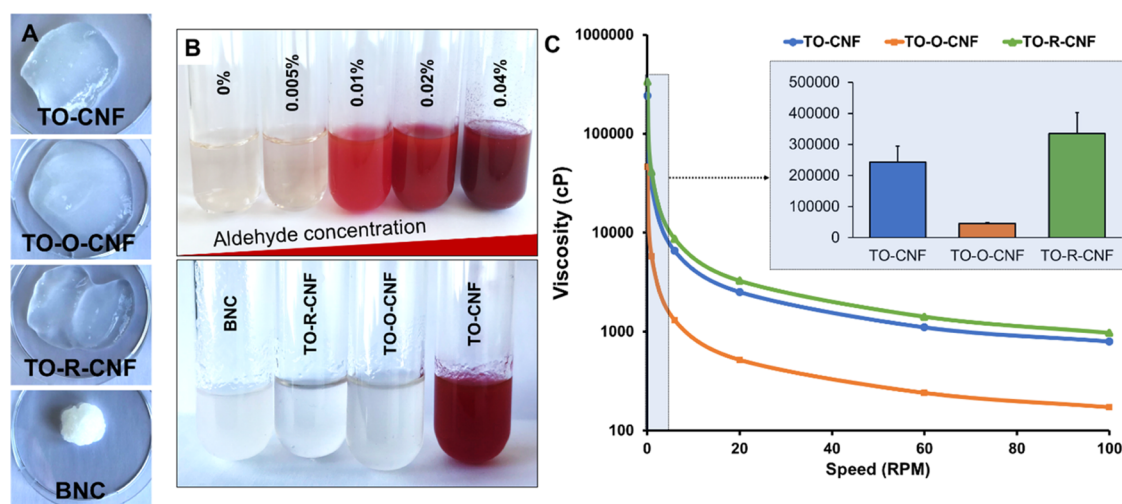 A
TO-CNF
TO-O-CNF
TO-R-CNF
BNC
B
0%
0.005%
0.01%
0.02%
0.04%
Aldehyde concentration
BNC
TO-R-CNF
TO-O-CNF
TO-CNF
C
TO-CNF TO-O-CNF TO-R-CNF
Viscosity (cP)
1000000
100000
10000
1000
100
0 20 40 60 80 100
Speed (RPM)
500000
400000
300000
200000
100000
0
TO-CNF TO-O-CNF TO-R-CNF